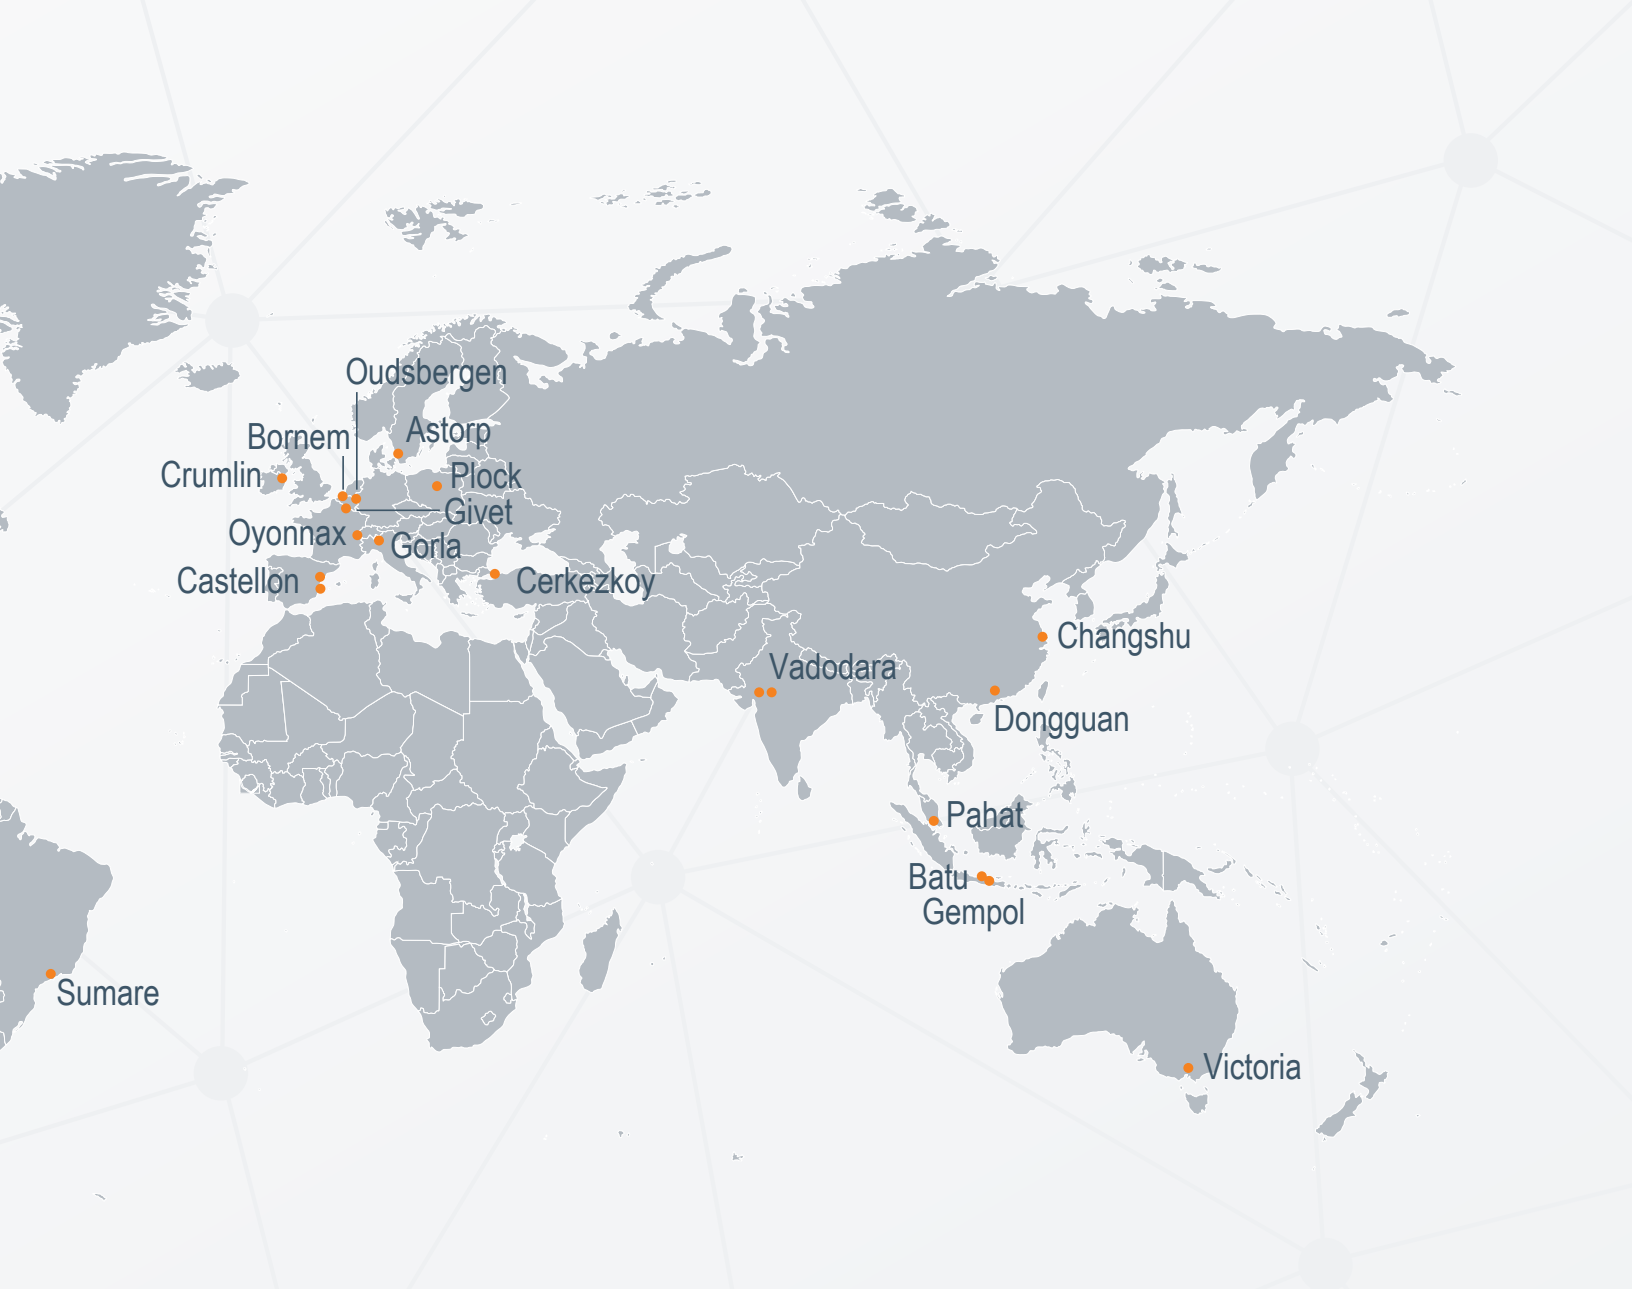 Oudsbergen
Astorp
Bornem
Crumlin
Plock
Givet
Oyonnax
Gorla
Castellon
Cerkezkoy
Changshu
Vadodara
Dongguan
Pahat
Batu
Gempol
Sumare
Victoria